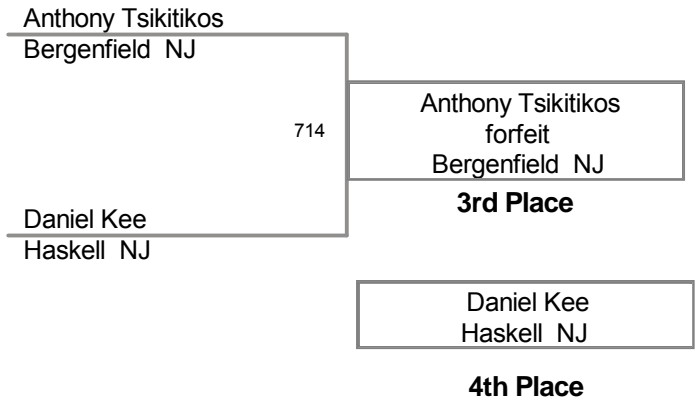 Anthony Tsikitikos
Bergenfield NJ
714
Anthony Tsikitikos
forfeit
Bergenfield NJ
3rd Place
Daniel Kee
Haskell NJ
Daniel Kee
Haskell NJ
4th Place